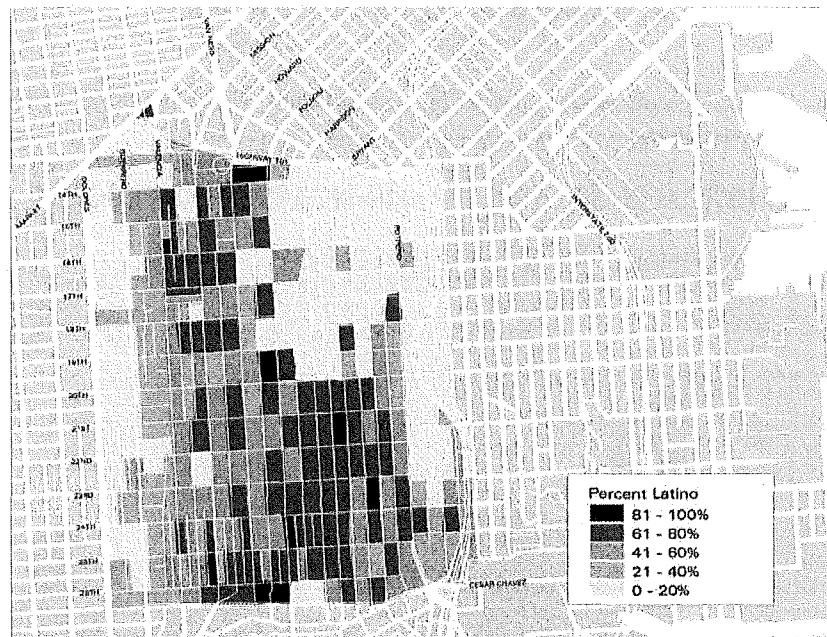 VAN NESS
MISSION
HOWARD
FOLSOM
HARRISON
BRYANT
HIGHWAY 101
MARKET
DOLORES
GUERRERO
VALENCIA
POTRERO
INTERSTATE 280
14TH
15TH
16TH
17TH
18TH
19TH
20TH
21ST
22ND
23RD
24TH
25TH
26TH
CESAR CHAVEZ
Percent Latino
81 - 100%
61 - 80%
41 - 60%
21 - 40%
0 - 20%